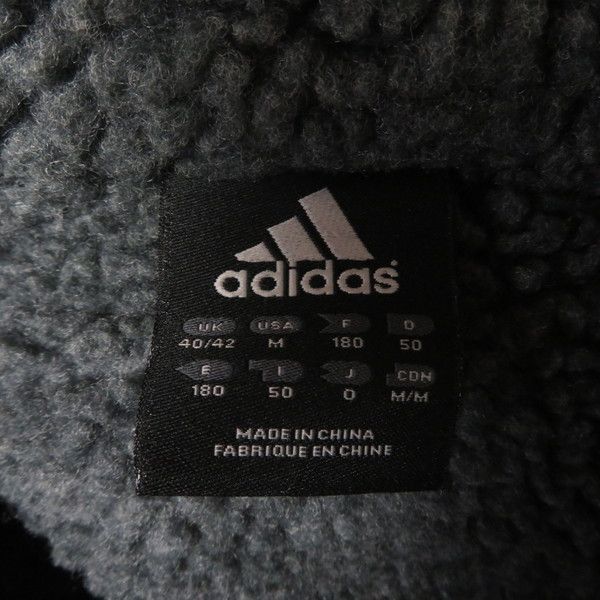 adidas
UK USA F D
40/42 M 180 50
E I J CDN
180 50 O M/M
MADE IN CHINA
FABRIQUE EN CHINE